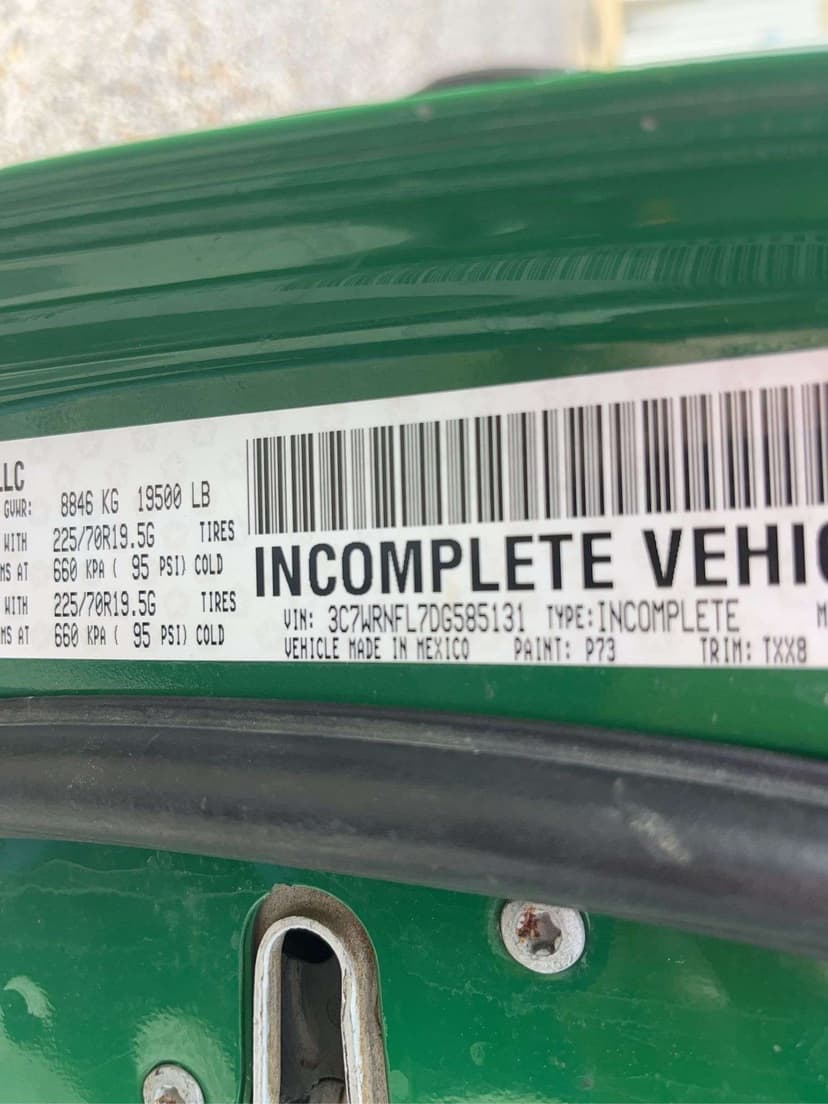 LLC
GVWR: 8846 KG 19500 LB
WITH 225/70R19.5G TIRES
MS AT 660 KPA ( 95 PSI) COLD
WITH 225/70R19.5G TIRES
MS AT 660 KPA ( 95 PSI) COLD
INCOMPLETE VEHIC
VIN: 3C7WRNFL7DG585131 TYPE: INCOMPLETE M
VEHICLE MADE IN MEXICO PAINT: P73 TRIM: TXX8